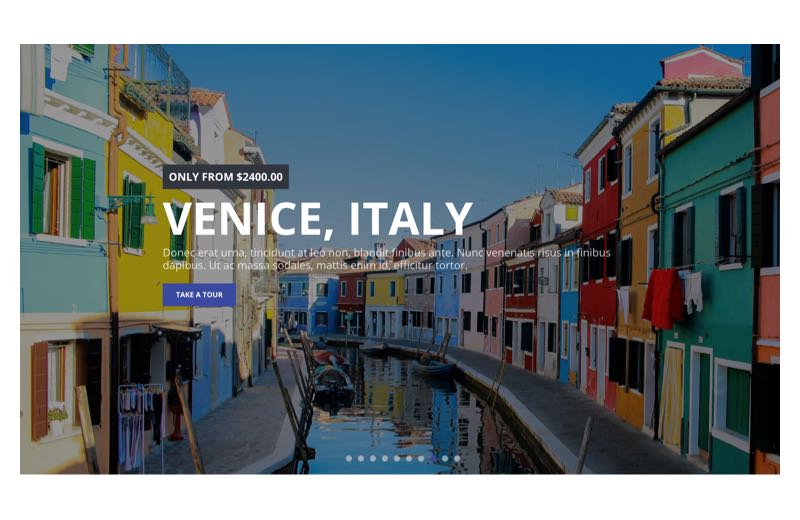 ONLY FROM $2400.00
VENICE, ITALY
Donec erat urna, tincidunt at leo non, blandit finibus ante. Nunc venenatis risus in finibus
dapibus. Ut ac massa sodales, mattis enim id, efficitur tortor.
TAKE A TOUR